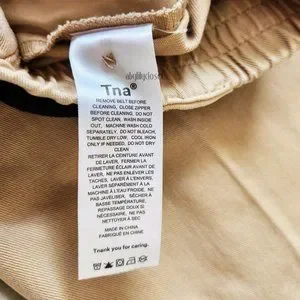 Tna®
REMOVE BELT BEFORE
CLEANING, CLOSE ZIPPER
BEFORE CLEANING, DO NOT
SPOT CLEAN. WASH INSIDE
OUT, MACHINE WASH COLD
SEPARATELY, DO NOT BLEACH,
TUMBLE DRY LOW, COOL IRON
ONLY IF NEEDED, DO NOT DRY
CLEAN
RETIRER LA CEINTURE AVANT
DE LAVER, FERMER LA
FERMETURE ÉCLAIR AVANT DE
LAVER, NE PAS ENLEVER LES
TACHES, LAVER À L'ENVERS,
LAVER SÉPARÉMENT À LA
MACHINE À L'EAU FROIDE, NE
PAS JAVELISER, SÉCHER À
BASSE TEMPÉRATURE,
REPASSAGE DOUX SI
NÉCESSAIRE, NE PAS
NETTOYER À SEC
MADE IN CHINA
FABRIQUÉ EN CHINE
Thank you for caring.